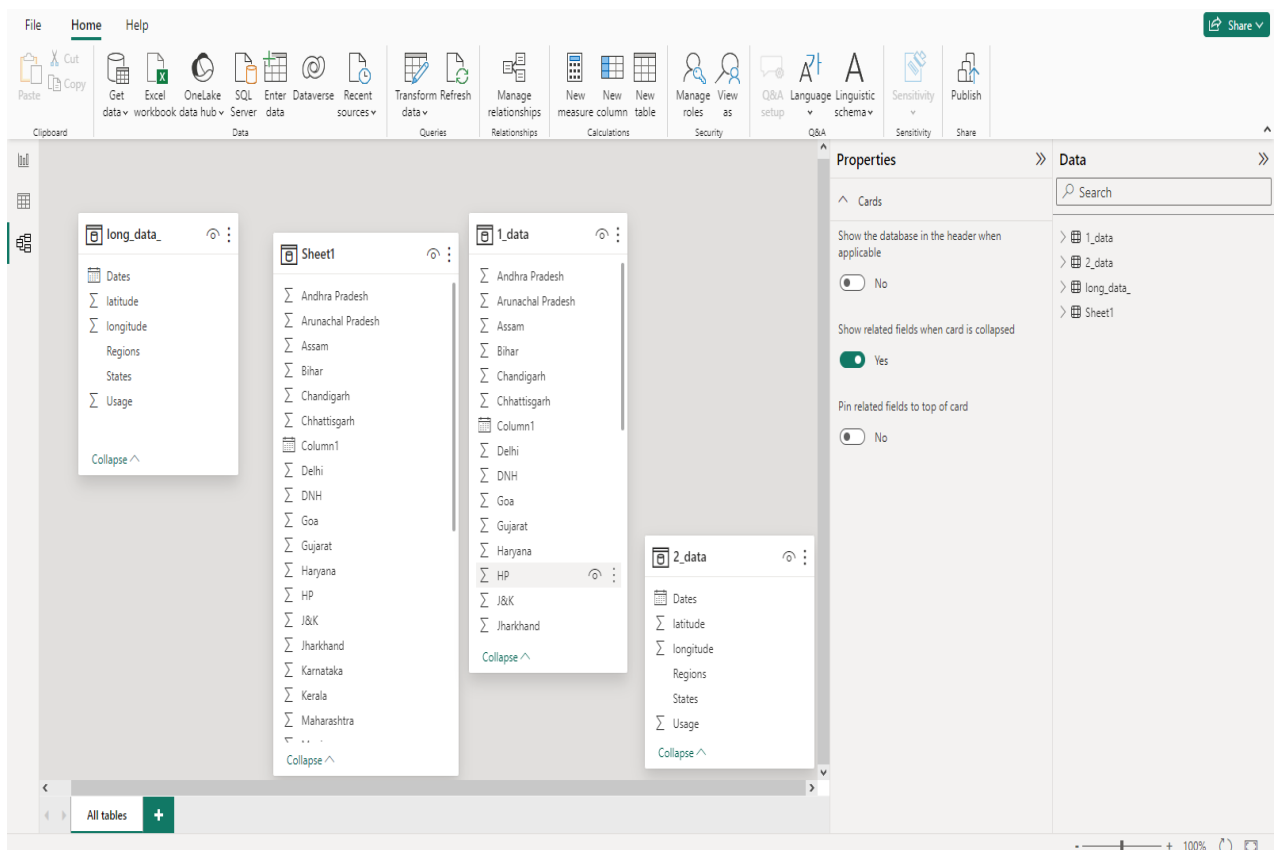 File Home Help
Share
Cut
Copy
Paste
Get data
Excel workbook
OneLake data hub
SQL Server
Enter data
Dataverse
Recent sources
Transform data
Refresh
Manage relationships
New measure
New column
New table
Manage roles
View as
Q&A setup
Language
Linguistic schema
Sensitivity
Publish
Clipboard Data Queries Relationships Calculations Security Q&A Sensitivity Share
long_data_
Dates
latitude
longitude
Regions
States
Usage
Collapse
Sheet1
Andhra Pradesh
Arunachal Pradesh
Assam
Bihar
Chandigarh
Chhattisgarh
Column1
Delhi
DNH
Goa
Gujarat
Haryana
HP
J&K
Jharkhand
Karnataka
Kerala
Maharashtra
Collapse
1_data
Andhra Pradesh
Arunachal Pradesh
Assam
Bihar
Chandigarh
Chhattisgarh
Column1
Delhi
DNH
Goa
Gujarat
Haryana
HP
J&K
Jharkhand
Collapse
2_data
Dates
latitude
longitude
Regions
States
Usage
Collapse
Properties
Cards
Show the database in the header when
applicable
No
Show related fields when card is collapsed
Yes
Pin related fields to top of card
No
Data
Search
1_data
2_data
long_data_
Sheet1
All tables
100%